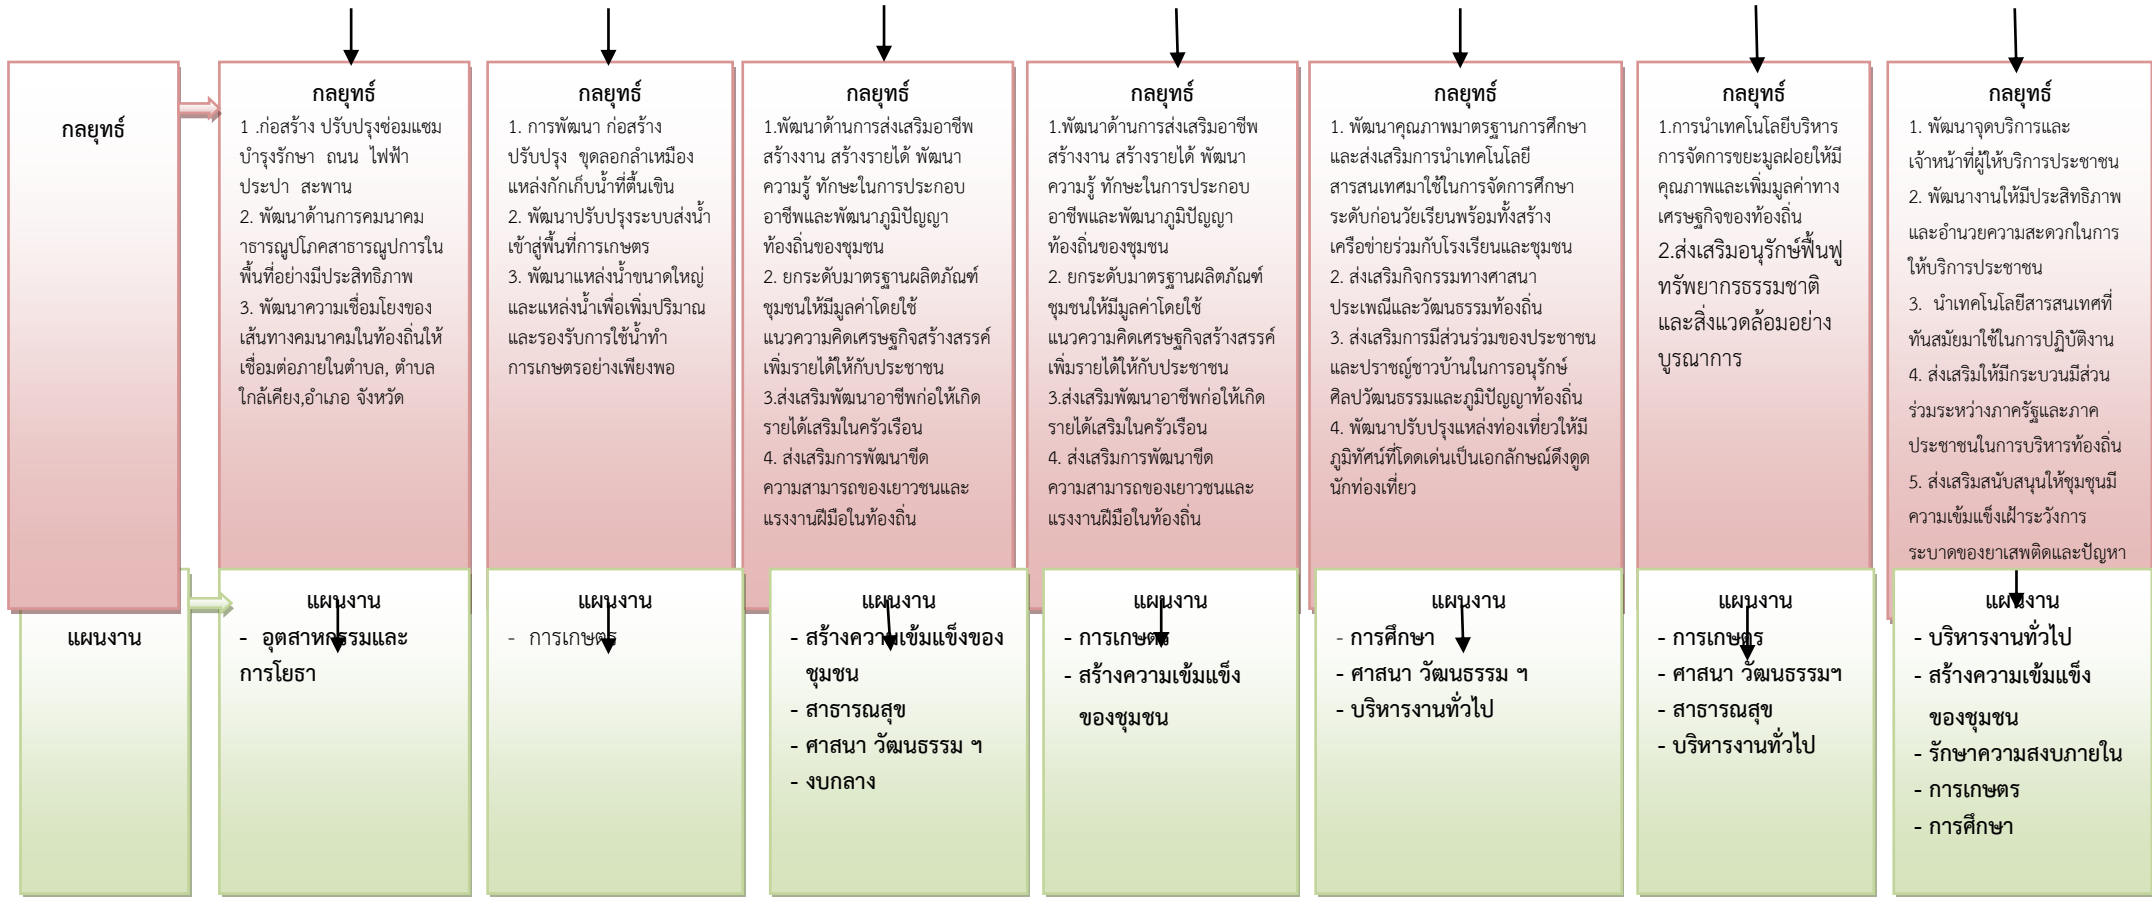 กลยุทธ์
กลยุทธ์
1 .ก่อสร้าง ปรับปรุงซ่อมแซม
บำรุงรักษา ถนน ไฟฟ้า
ประปา สะพาน
2. พัฒนาด้านการคมนาคม
าธารณูปโภคสาธารณูปการใน
พื้นที่อย่างมีประสิทธิภาพ
3. พัฒนาความเชื่อมโยงของ
เส้นทางคมนาคมในท้องถิ่นให้
เชื่อมต่อภายในตำบล, ตำบล
ใกล้เคียง,อำเภอ จังหวัด
กลยุทธ์
1. การพัฒนา ก่อสร้าง
ปรับปรุง ขุดลอกลำเหมือง
แหล่งกักเก็บน้ำที่ตื้นเขิน
2. พัฒนาปรับปรุงระบบส่งน้ำ
เข้าสู่พื้นที่การเกษตร
3. พัฒนาแหล่งน้ำขนาดใหญ่
และแหล่งน้ำเพื่อเพิ่มปริมาณ
และรองรับการใช้น้ำทำ
การเกษตรอย่างเพียงพอ
กลยุทธ์
1.พัฒนาด้านการส่งเสริมอาชีพ
สร้างงาน สร้างรายได้ พัฒนา
ความรู้ ทักษะในการประกอบ
อาชีพและพัฒนาภูมิปัญญา
ท้องถิ่นของชุมชน
2. ยกระดับมาตรฐานผลิตภัณฑ์
ชุมชนให้มีมูลค่าโดยใช้
แนวความคิดเศรษฐกิจสร้างสรรค์
เพิ่มรายได้ให้กับประชาชน
3.ส่งเสริมพัฒนาอาชีพก่อให้เกิด
รายได้เสริมในครัวเรือน
4. ส่งเสริมการพัฒนาขีด
ความสามารถของเยาวชนและ
แรงงานฝีมือในท้องถิ่น
กลยุทธ์
1.พัฒนาด้านการส่งเสริมอาชีพ
สร้างงาน สร้างรายได้ พัฒนา
ความรู้ ทักษะในการประกอบ
อาชีพและพัฒนาภูมิปัญญา
ท้องถิ่นของชุมชน
2. ยกระดับมาตรฐานผลิตภัณฑ์
ชุมชนให้มีมูลค่าโดยใช้
แนวความคิดเศรษฐกิจสร้างสรรค์
เพิ่มรายได้ให้กับประชาชน
3.ส่งเสริมพัฒนาอาชีพก่อให้เกิด
รายได้เสริมในครัวเรือน
4. ส่งเสริมการพัฒนาขีด
ความสามารถของเยาวชนและ
แรงงานฝีมือในท้องถิ่น
กลยุทธ์
1. พัฒนาคุณภาพมาตรฐานการศึกษา
และส่งเสริมการนำเทคโนโลยี
สารสนเทศมาใช้ในการจัดการศึกษา
ระดับก่อนวัยเรียนพร้อมทั้งสร้าง
เครือข่ายร่วมกับโรงเรียนและชุมชน
2. ส่งเสริมกิจกรรมทางศาสนา
ประเพณีและวัฒนธรรมท้องถิ่น
3. ส่งเสริมการมีส่วนร่วมของประชาชน
และปราชญ์ชาวบ้านในการอนุรักษ์
ศิลปวัฒนธรรมและภูมิปัญญาท้องถิ่น
4. พัฒนาปรับปรุงแหล่งท่องเที่ยวให้มี
ภูมิทัศน์ที่โดดเด่นเป็นเอกลักษณ์ดึงดูด
นักท่องเที่ยว
กลยุทธ์
1.การนำเทคโนโลยีบริหาร
การจัดการขยะมูลฝอยให้มี
คุณภาพและเพิ่มมูลค่าทาง
เศรษฐกิจของท้องถิ่น
2.ส่งเสริมอนุรักษ์ฟื้นฟู
ทรัพยากรธรรมชาติ
และสิ่งแวดล้อมอย่าง
บูรณาการ
กลยุทธ์
1. พัฒนาจุดบริการและ
เจ้าหน้าที่ผู้ให้บริการประชาชน
2. พัฒนางานให้มีประสิทธิภาพ
และอำนวยความสะดวกในการ
ให้บริการประชาชน
3. นำเทคโนโลยีสารสนเทศที่
ทันสมัยมาใช้ในการปฏิบัติงาน
4. ส่งเสริมให้มีกระบวนมีส่วน
ร่วมระหว่างภาครัฐและภาค
ประชาชนในการบริหารท้องถิ่น
5. ส่งเสริมสนับสนุนให้ชุมชุนมี
ความเข้มแข็งเฝ้าระวังการ
ระบาดของยาเสพติดและปัญหา
แผนงาน
แผนงาน
- อุตสาหกรรมและ
การโยธา
แผนงาน
- การเกษตร
แผนงาน
- สร้างความเข้มแข็งของ
ชุมชน
- สาธารณสุข
- ศาสนา วัฒนธรรม ฯ
- งบกลาง
แผนงาน
- การเกษตร
- สร้างความเข้มแข็ง
ของชุมชน
แผนงาน
- การศึกษา
- ศาสนา วัฒนธรรม ฯ
- บริหารงานทั่วไป
แผนงาน
- การเกษตร
- ศาสนา วัฒนธรรมฯ
- สาธารณสุข
- บริหารงานทั่วไป
แผนงาน
- บริหารงานทั่วไป
- สร้างความเข้มแข็ง
ของชุมชน
- รักษาความสงบภายใน
- การเกษตร
- การศึกษา